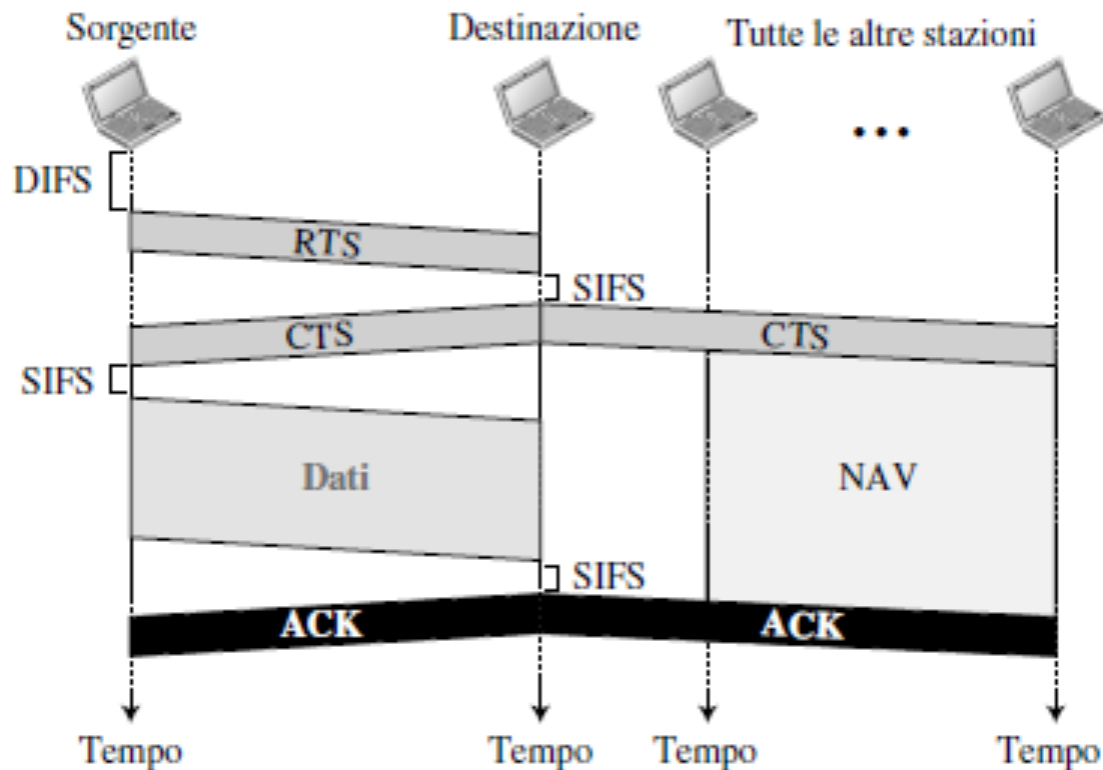 Sorgente
Destinazione
Tutte le altre stazioni
...
DIFS
RTS
SIFS
CTS
CTS
SIFS
Dati
NAV
SIFS
ACK
ACK
Tempo
Tempo
Tempo
Tempo